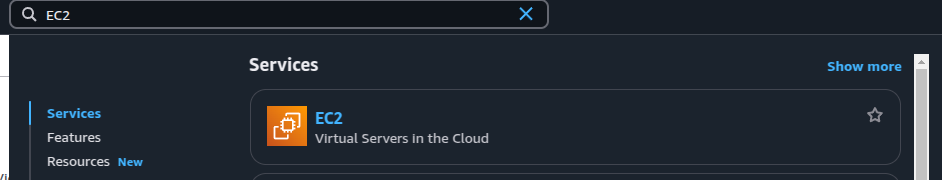 EC2
Services
Show more
Services
Features
Resources New
EC2
Virtual Servers in the Cloud